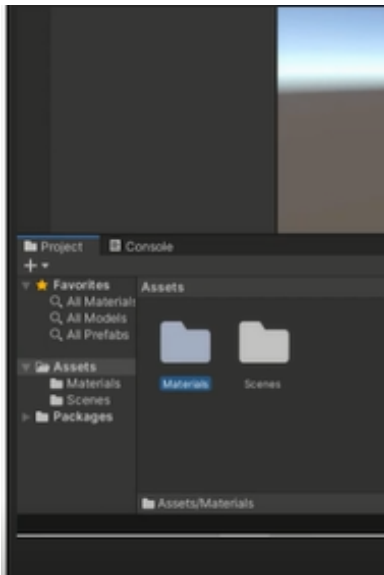 Project Console
Favorites
All Materials
All Models
All Prefabs
Assets
Materials
Scenes
Packages
Assets
Materials Scenes
Assets/Materials